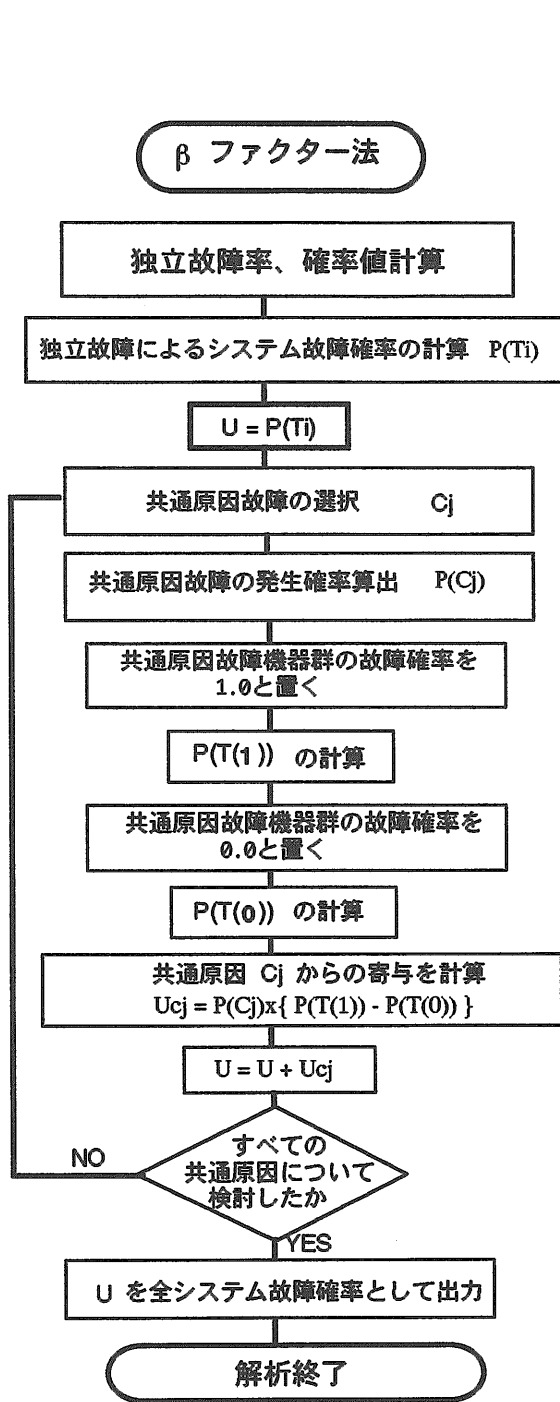 β ファクター法
独立故障率、確率値計算
独立故障によるシステム故障確率の計算 P(Ti)
U = P(Ti)
共通原因故障の選択 Cj
共通原因故障の発生確率算出 P(Cj)
共通原因故障機器群の故障確率を
1.0と置く
P(T(1)) の計算
共通原因故障機器群の故障確率を
0.0と置く
P(T(0)) の計算
共通原因 Cj からの寄与を計算
Ucj = P(Cj)x{ P(T(1)) - P(T(0)) }
U = U + Ucj
すべての
共通原因について
検討したか
NO
YES
U を全システム故障確率として出力
解析終了